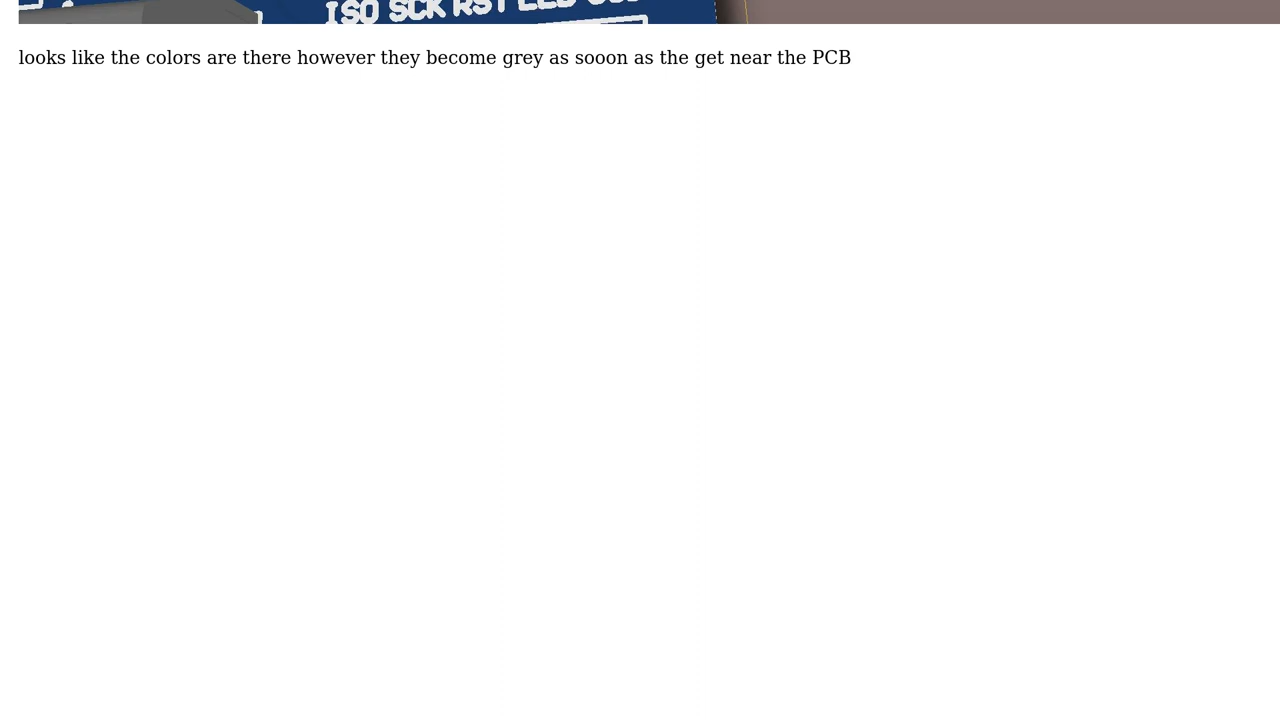 ISO SCK RST LED
looks like the colors are there however they become grey as sooon as the get near the PCB